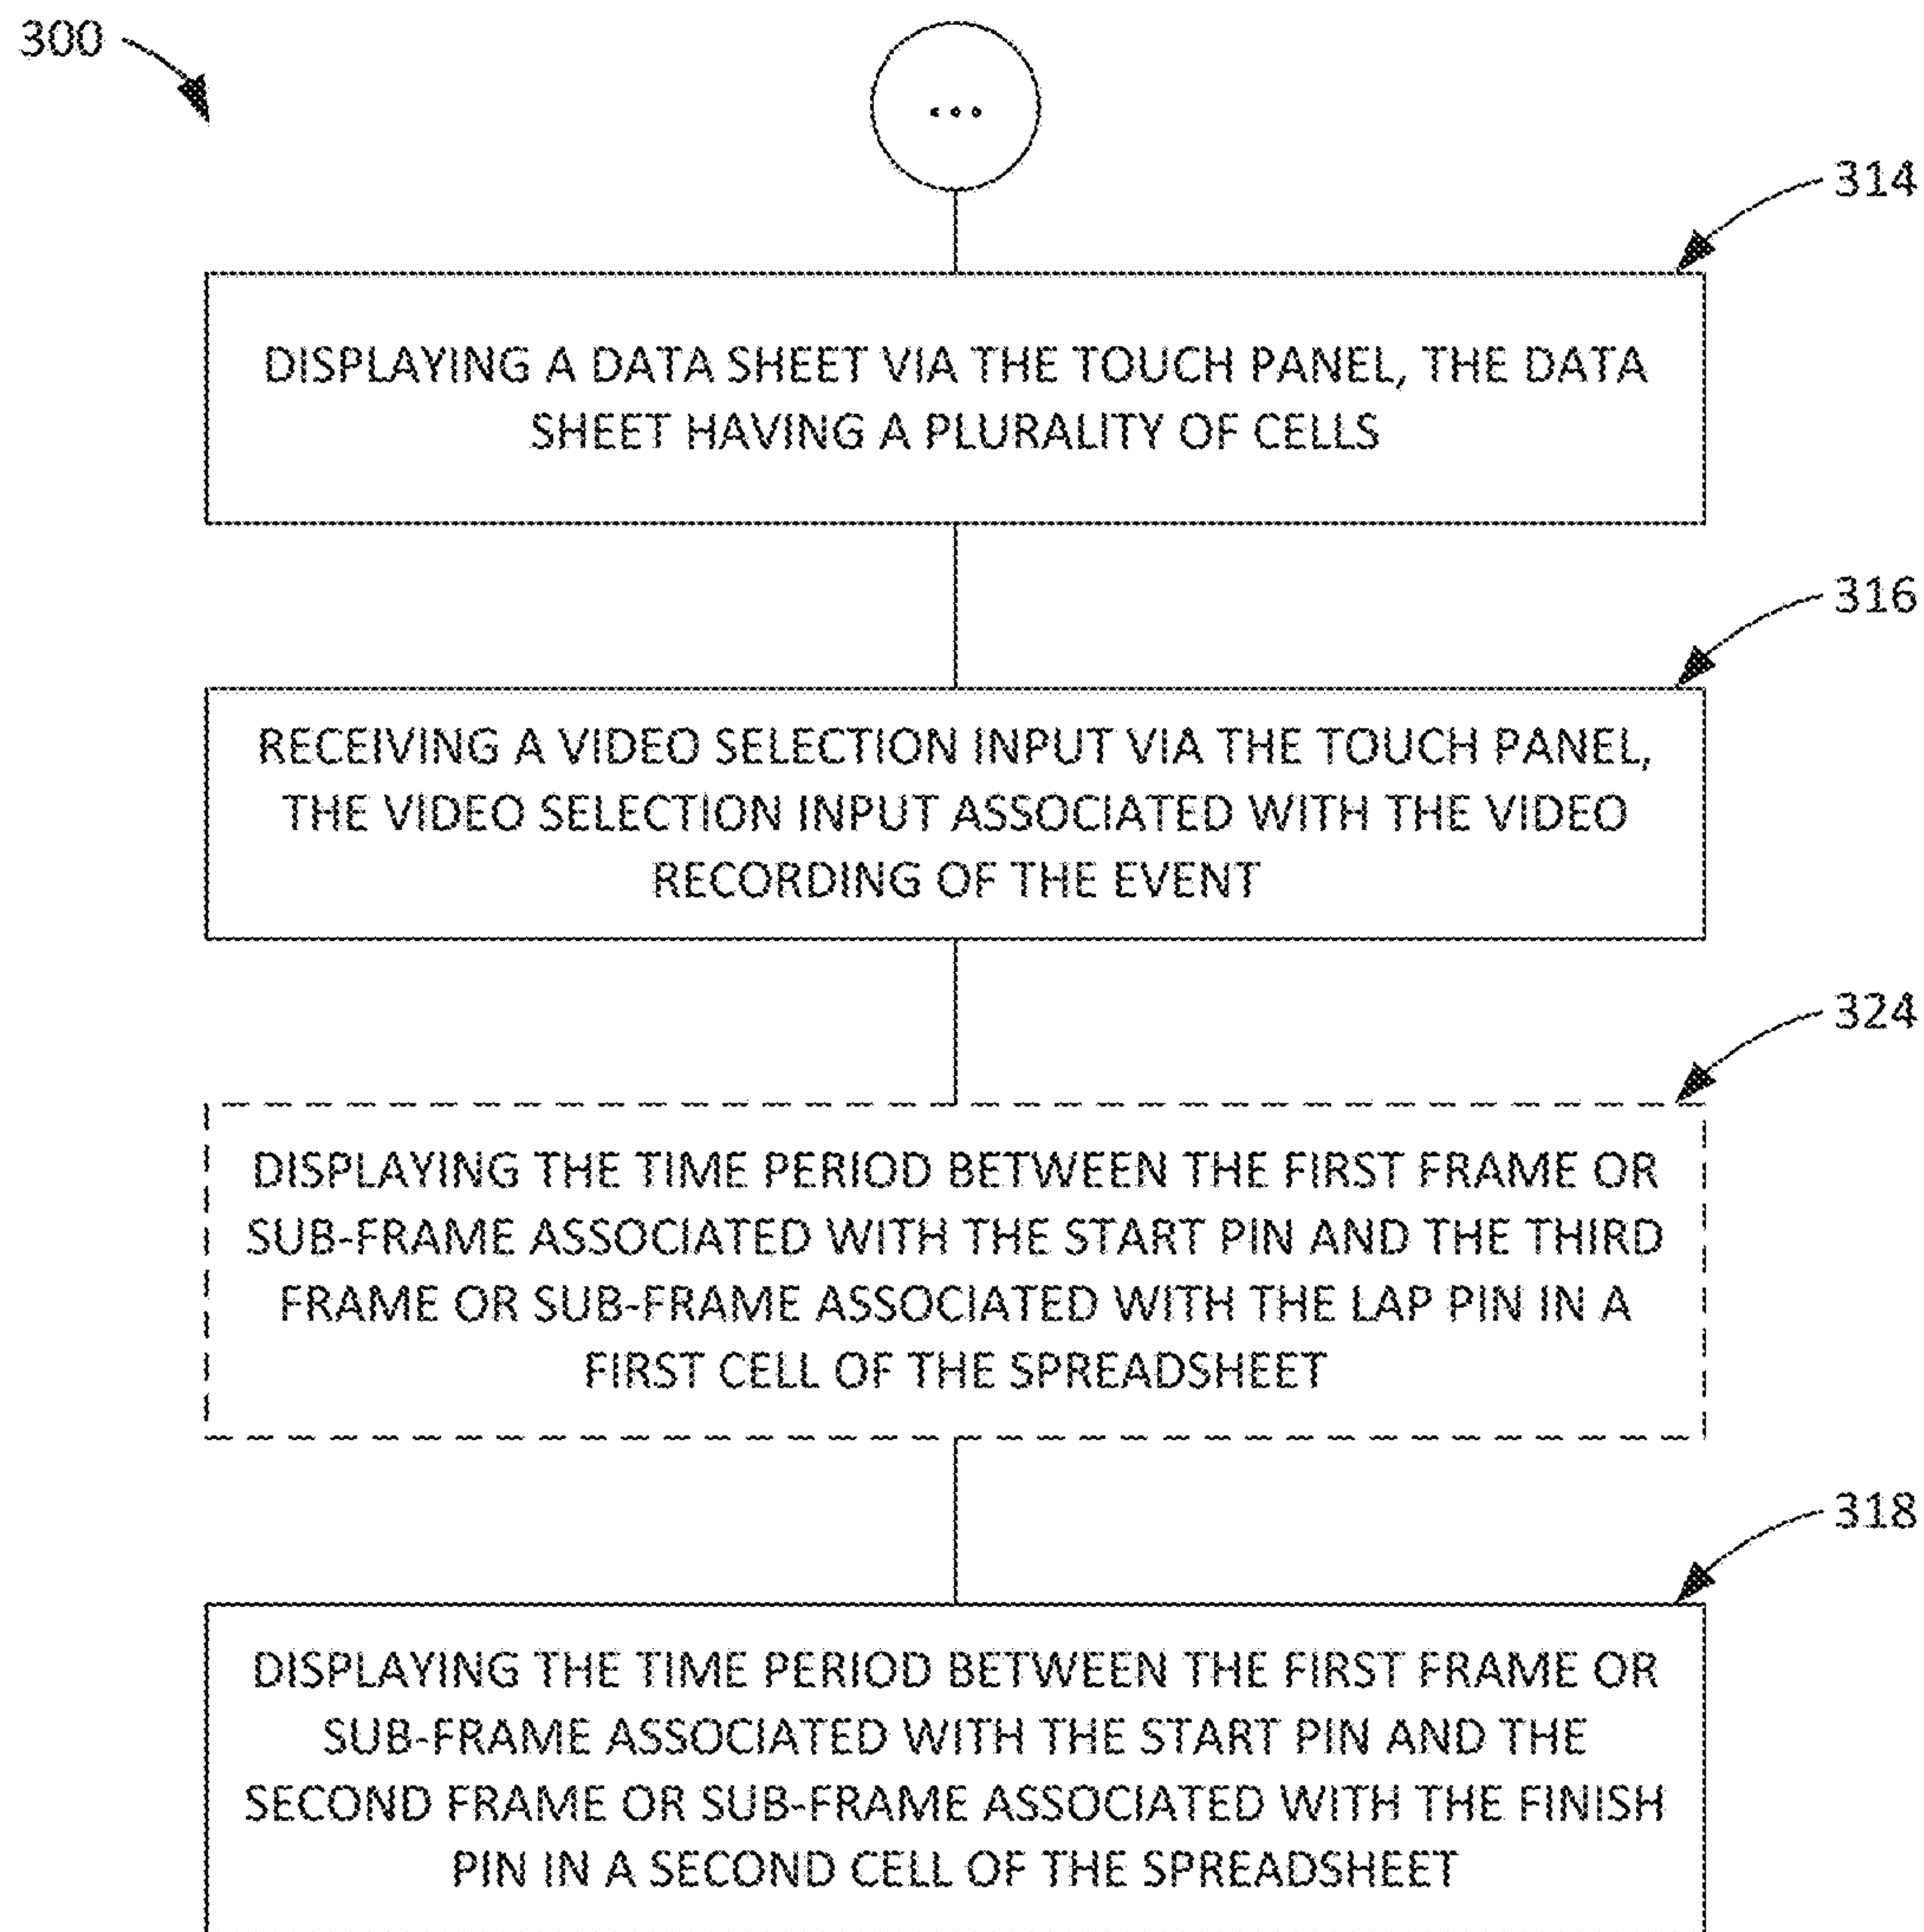 300
...
314
DISPLAYING A DATA SHEET VIA THE TOUCH PANEL, THE DATA
SHEET HAVING A PLURALITY OF CELLS
316
RECEIVING A VIDEO SELECTION INPUT VIA THE TOUCH PANEL,
THE VIDEO SELECTION INPUT ASSOCIATED WITH THE VIDEO
RECORDING OF THE EVENT
324
DISPLAYING THE TIME PERIOD BETWEEN THE FIRST FRAME OR
SUB-FRAME ASSOCIATED WITH THE START PIN AND THE THIRD
FRAME OR SUB-FRAME ASSOCIATED WITH THE LAP PIN IN A
FIRST CELL OF THE SPREADSHEET
318
DISPLAYING THE TIME PERIOD BETWEEN THE FIRST FRAME OR
SUB-FRAME ASSOCIATED WITH THE START PIN AND THE
SECOND FRAME OR SUB-FRAME ASSOCIATED WITH THE FINISH
PIN IN A SECOND CELL OF THE SPREADSHEET